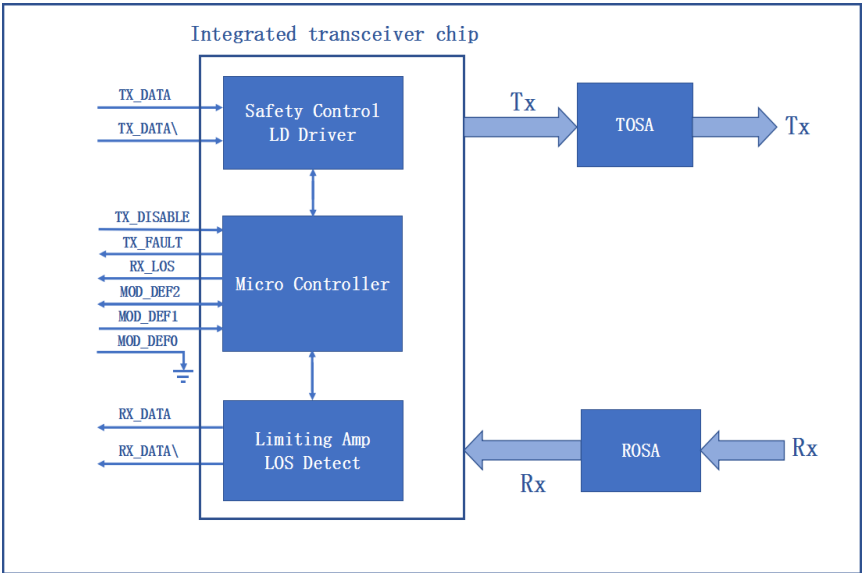 Integrated transceiver chip
TX_DATA
TX_DATA\
Safety Control
LD Driver
Tx
TOSA
Tx
TX_DISABLE
TX_FAULT
RX_LOS
MOD_DEF2
MOD_DEF1
MOD_DEF0
Micro Controller
RX_DATA
RX_DATA\
Limiting Amp
LOS Detect
Rx
ROSA
Rx